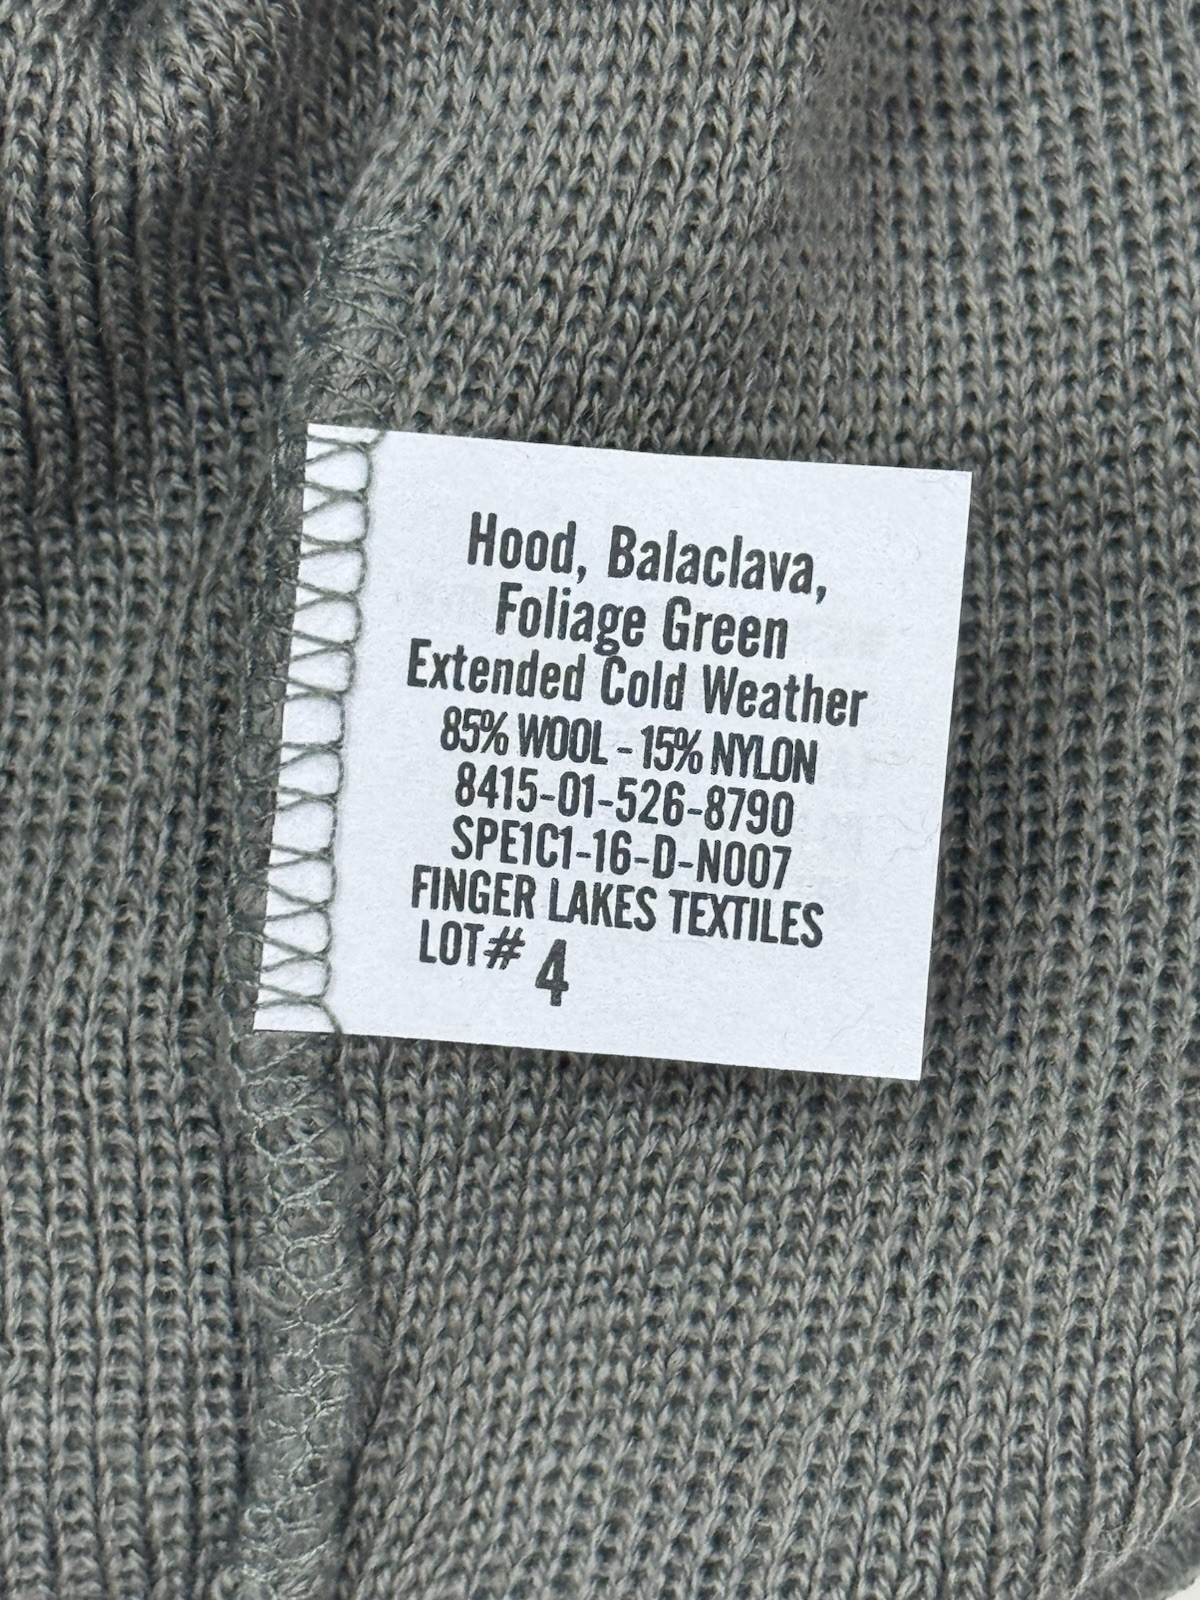 Hood, Balaclava,
Foliage Green
Extended Cold Weather
85% WOOL - 15% NYLON
8415-01-526-8790
SPE1C1-16-D-N007
FINGER LAKES TEXTILES
LOT# 4